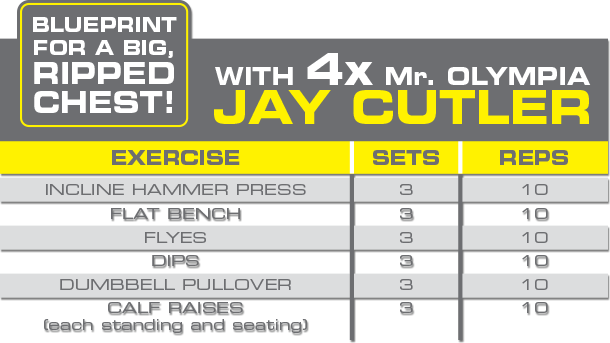 BLUEPRINT
FOR A BIG,
RIPPED
CHEST!
WITH 4x Mr. OLYMPIA
JAY CUTLER
EXERCISE SETS REPS
INCLINE HAMMER PRESS 3 10
FLAT BENCH 3 10
FLYES 3 10
DIPS 3 10
DUMBBELL PULLOVER 3 10
CALF RAISES 3 10
(each standing and seating)